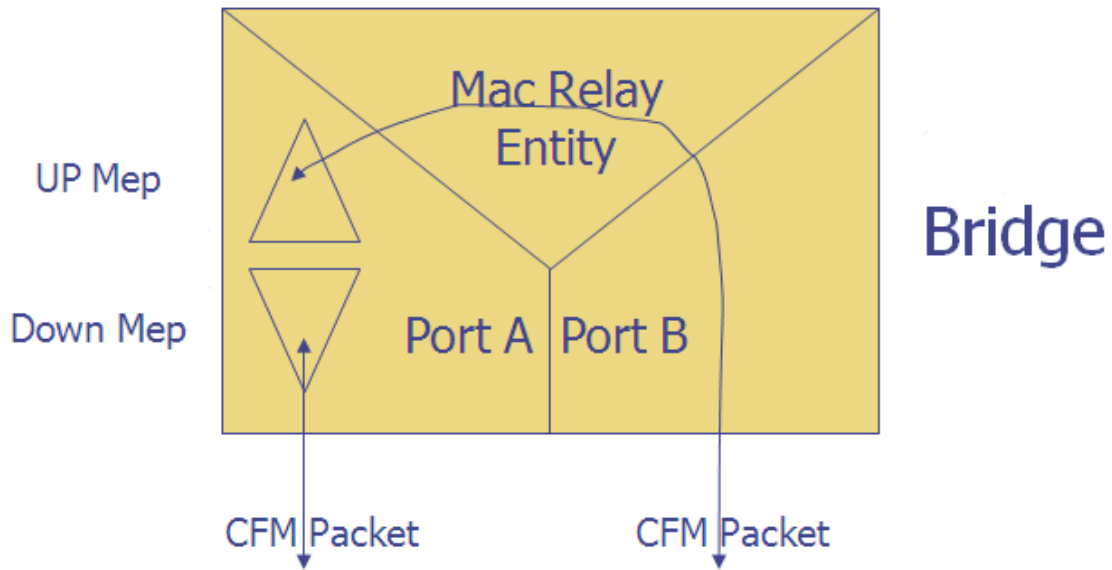 Mac Relay
Entity
UP Mep
Bridge
Down Mep
Port A
Port B
CFM Packet
CFM Packet